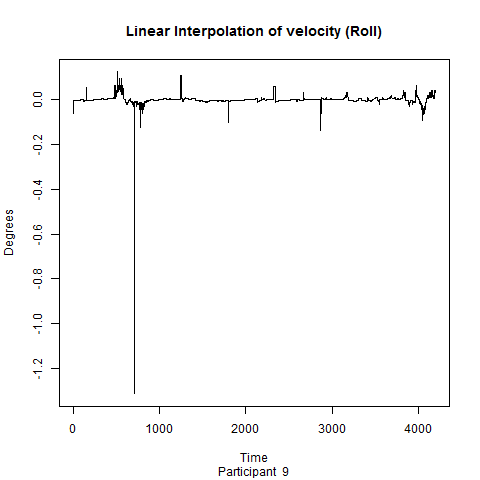 Linear Interpolation of velocity (Roll)
0.0
-0.2
-0.4
-0.6
-0.8
-1.0
-1.2
Degrees
0 1000 2000 3000 4000
Time
Participant 9